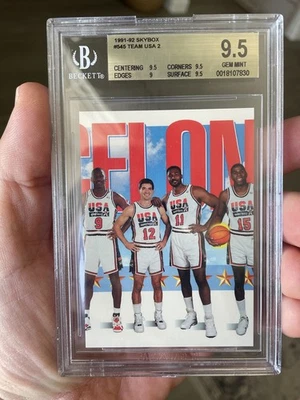 1991-92 SKYBOX
#545 TEAM USA 2
CENTERING 9.5 CORNERS 9.5
EDGES 9 SURFACE 9.5
9.5
GEM MINT
0018107830
B
BECKETT
CELON
USA
9
USA
12
USA
11
USA
15